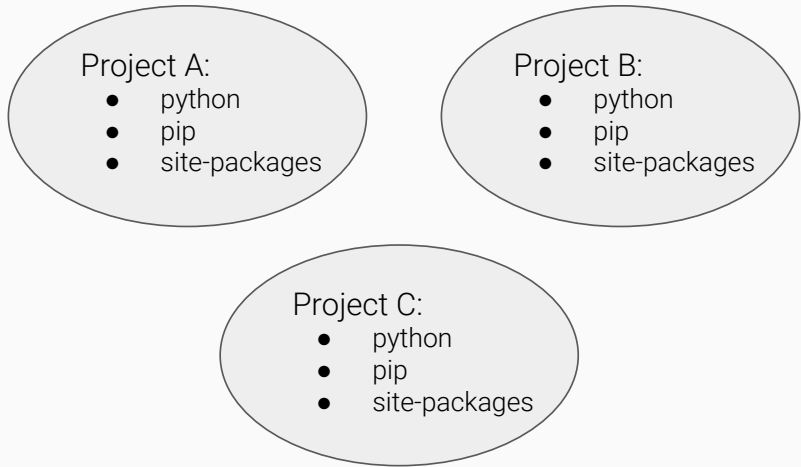 Project A:
● python
● pip
● site-packages
Project B:
● python
● pip
● site-packages
Project C:
● python
● pip
● site-packages